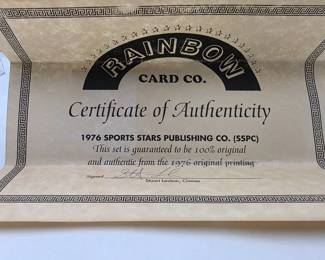 RAINBOW
CARD CO.
Certificate of Authenticity
1976 SPORTS STARS PUBLISHING CO. (SSPC)
This set is guaranteed to be 100% original
and authentic from the 1976 original printing
Signed
Stuart